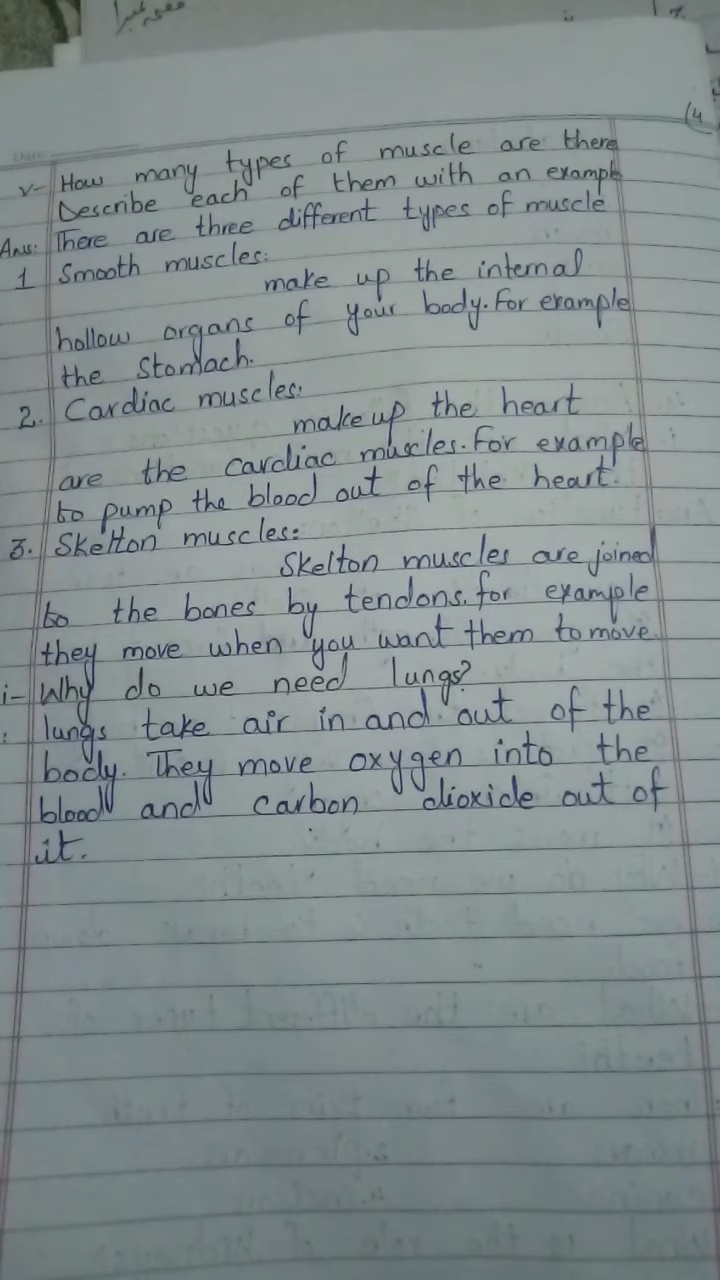 14
v- How many types of muscle are there
Describe each of them with an exampl
Ans: There are three different types of muscle
1 Smooth muscles:
make up the internal
hollow organs of your body. For example
the stomach.
2. Cardiac muscles:
make up the heart
are the cardiac muscles. For example
to pump the blood out of the heart.
3. Skelton muscles:
Skelton muscles are joined
to the bones by tendons. for example
they move when you want them to move.
i- Why do we need lungs?
: lungs take air in and out of the
body. They move oxygen into the
blood and carbon dioxide out of
it.